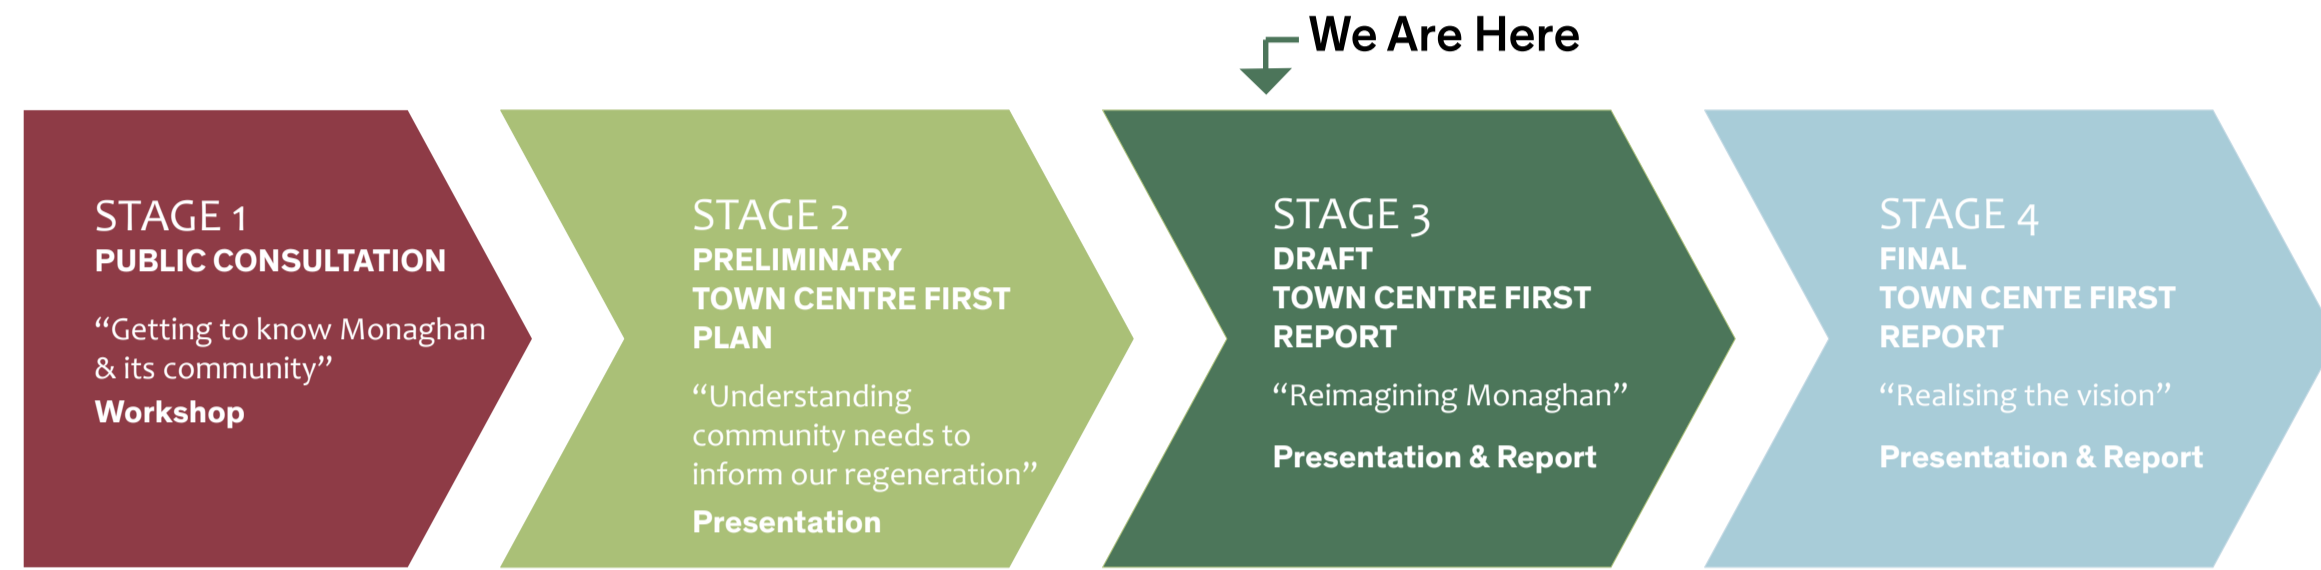 We Are Here
STAGE 1
PUBLIC CONSULTATION
“Getting to know Monaghan
& its community”
Workshop
STAGE 2
PRELIMINARY
TOWN CENTRE FIRST
PLAN
“Understanding
community needs to
inform our regeneration”
Presentation
STAGE 3
DRAFT
TOWN CENTRE FIRST
REPORT
“Reimagining Monaghan”
Presentation & Report
STAGE 4
FINAL
TOWN CENTE FIRST
REPORT
“Realising the vision”
Presentation & Report